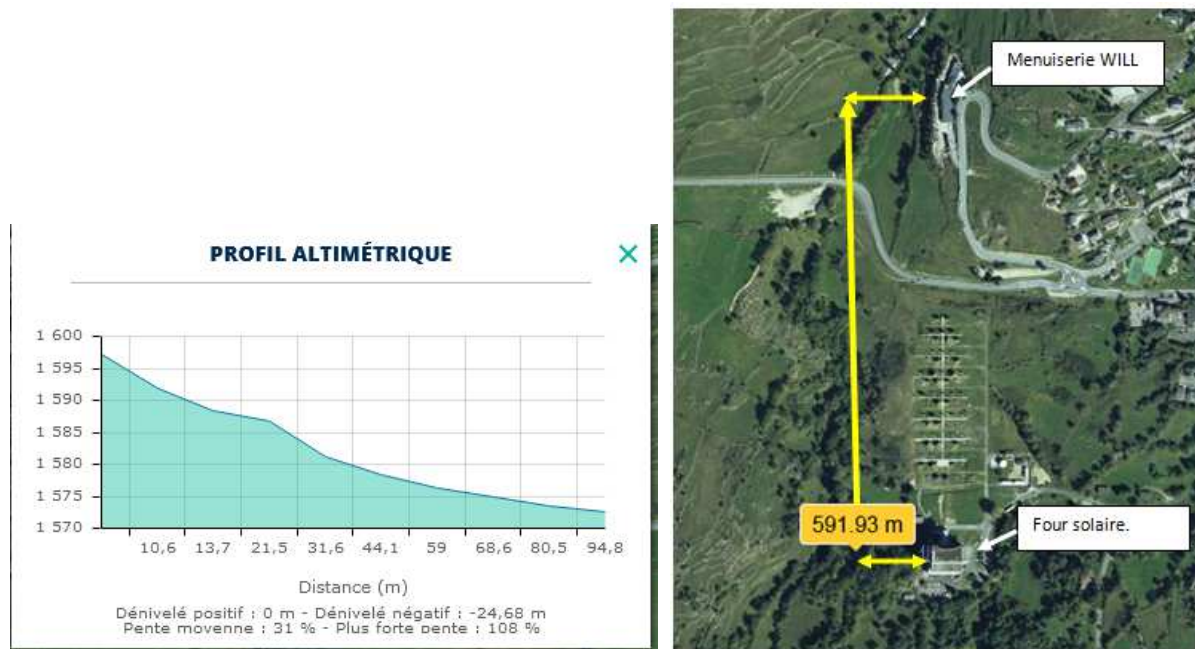 PROFIL ALTIMÉTRIQUE
×
1 600
1 595
1 590
1 585
1 580
1 575
1 570
10,6 13,7 21,5 31,6 44,1 59 68,6 80,5 94,8
Distance (m)
Dénivelé positif : 0 m - Dénivelé négatif : -24,68 m
Pente moyenne : 31 % - Plus forte pente : 108 %
Menuiserie WILL
591.93 m
Four solaire.